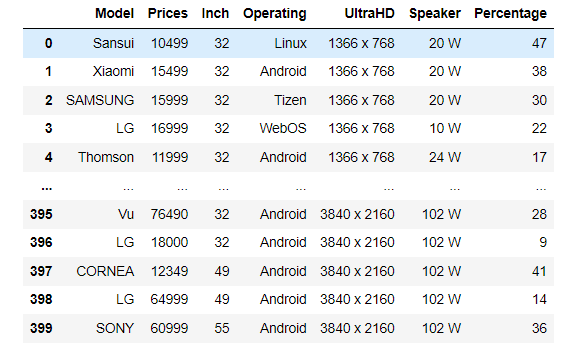 Model Prices Inch Operating UltraHD Speaker Percentage
0 Sansui 10499 32 Linux 1366 x 768 20 W 47
1 Xiaomi 15499 32 Android 1366 x 768 20 W 38
2 SAMSUNG 15999 32 Tizen 1366 x 768 20 W 30
3 LG 16999 32 WebOS 1366 x 768 10 W 22
4 Thomson 11999 32 Android 1366 x 768 24 W 17
... ... ... ... ... ... ... ...
395 Vu 76490 32 Android 3840 x 2160 102 W 28
396 LG 18000 32 Android 3840 x 2160 102 W 9
397 CORNEA 12349 49 Android 3840 x 2160 102 W 41
398 LG 64999 49 Android 3840 x 2160 102 W 14
399 SONY 60999 55 Android 3840 x 2160 102 W 36